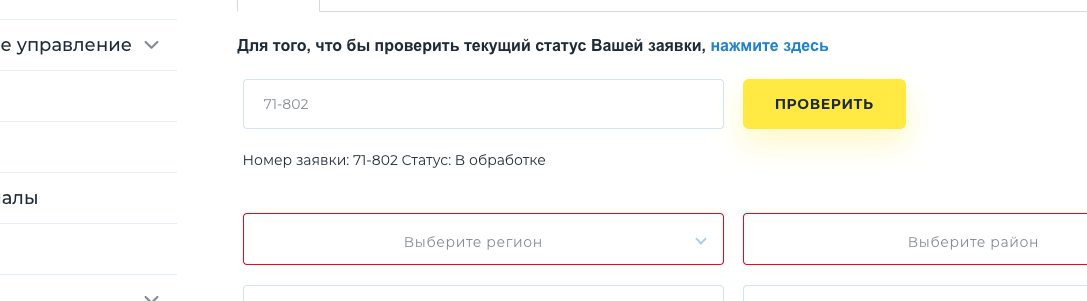 е управление
Для того, что бы проверить текущий статус Вашей заявки, нажмите здесь
71-802
ПРОВЕРИТЬ
Номер заявки: 71-802 Статус: В обработке
алы
Выберите регион
Выберите район